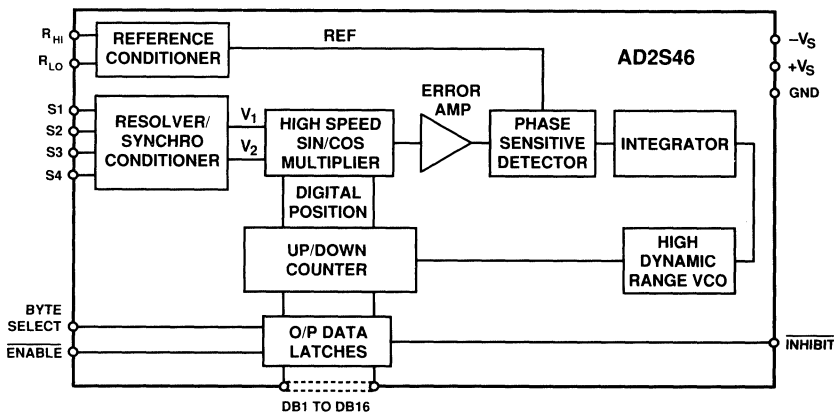 R HI
R LO
REFERENCE
CONDITIONER
REF
AD2S46
–VS
+VS
GND
S1
S2
S3
S4
RESOLVER/
SYNCHRO
CONDITIONER
V1
V2
HIGH SPEED
SIN/COS
MULTIPLIER
ERROR
AMP
PHASE
SENSITIVE
DETECTOR
INTEGRATOR
DIGITAL
POSITION
UP/DOWN
COUNTER
HIGH
DYNAMIC
RANGE VCO
BYTE
SELECT
ENABLE
O/P DATA
LATCHES
INHIBIT
DB1 TO DB16